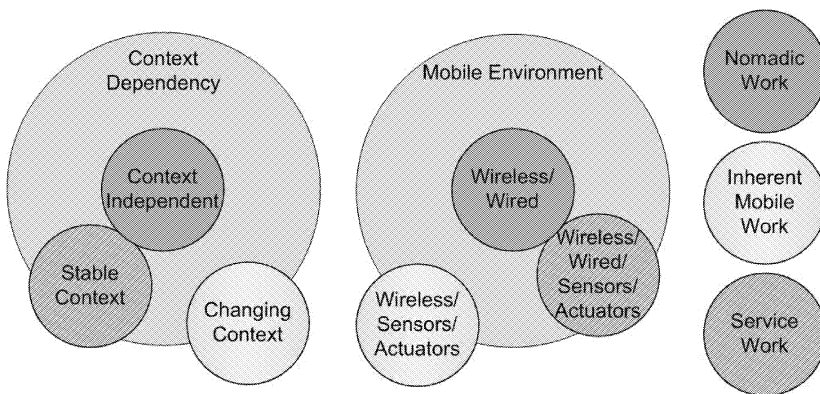 Context
Dependency
Context
Independent
Stable
Context
Changing
Context
Mobile Environment
Wireless/
Wired
Wireless/
Wired/
Sensors/
Actuators
Wireless/
Sensors/
Actuators
Nomadic
Work
Inherent
Mobile
Work
Service
Work